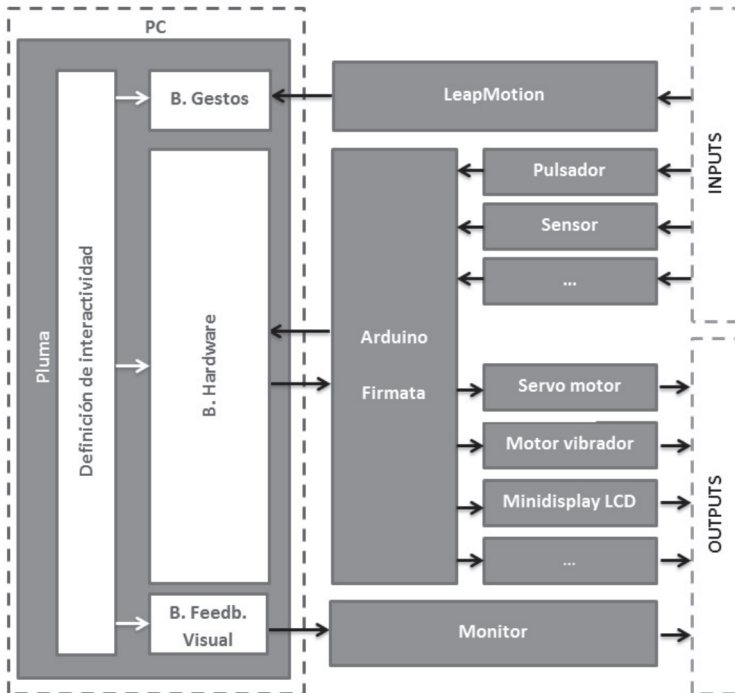 PC
Pluma
Definición de interactividad
B. Gestos
B. Hardware
B. Feedb.
Visual
LeapMotion
Arduino
Firmata
Pulsador
Sensor
...
Servo motor
Motor vibrador
Minidisplay LCD
...
Monitor
INPUTS
OUTPUTS